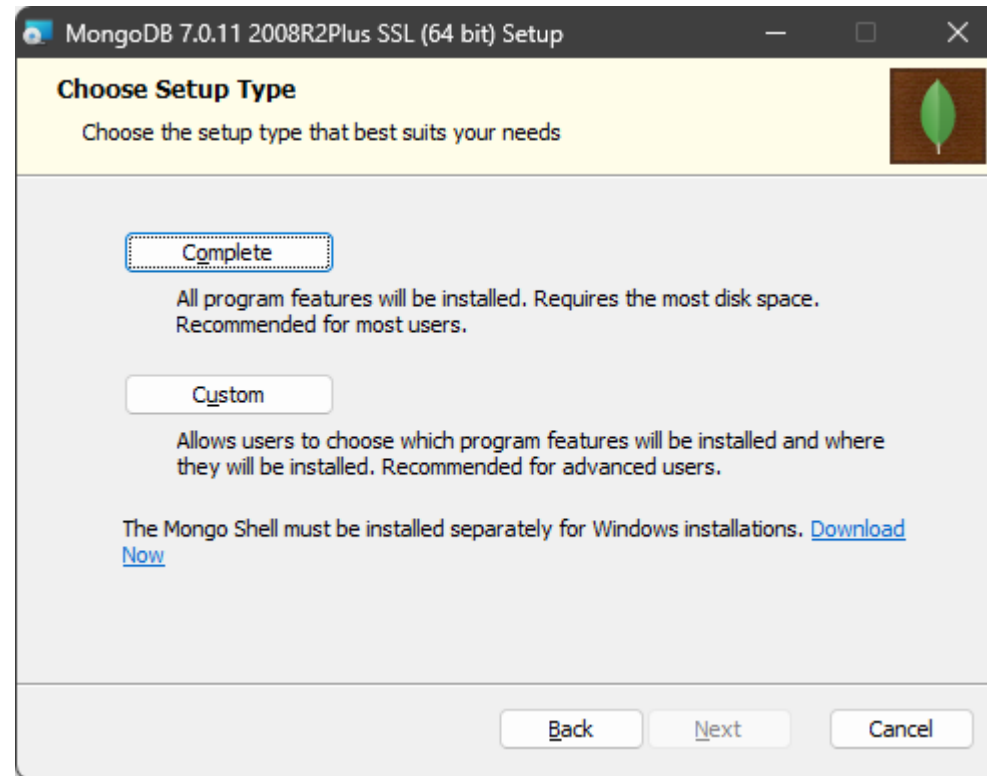 MongoDB 7.0.11 2008R2Plus SSL (64 bit) Setup
Choose Setup Type
Choose the setup type that best suits your needs
Complete
All program features will be installed. Requires the most disk space.
Recommended for most users.
Custom
Allows users to choose which program features will be installed and where
they will be installed. Recommended for advanced users.
The Mongo Shell must be installed separately for Windows installations. Download
Now
Back Next Cancel